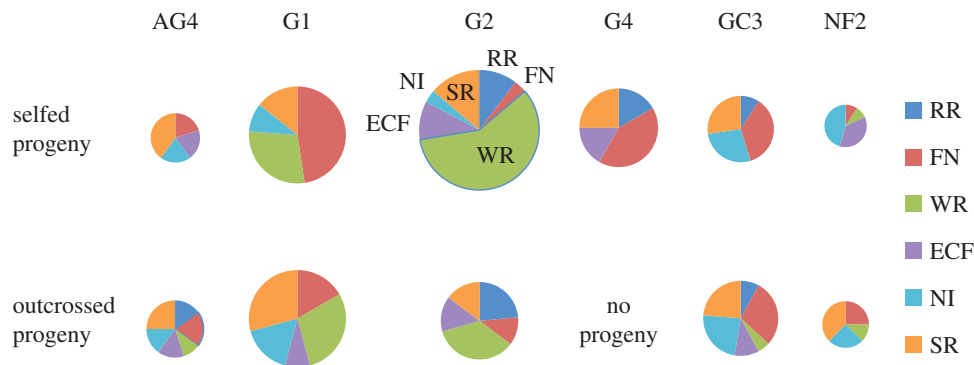 AG4 G1 G2 G4 GC3 NF2
selfed
progeny
NI SR RR FN
ECF WR
outcrossed
progeny
no
progeny
RR
FN
WR
ECF
NI
SR